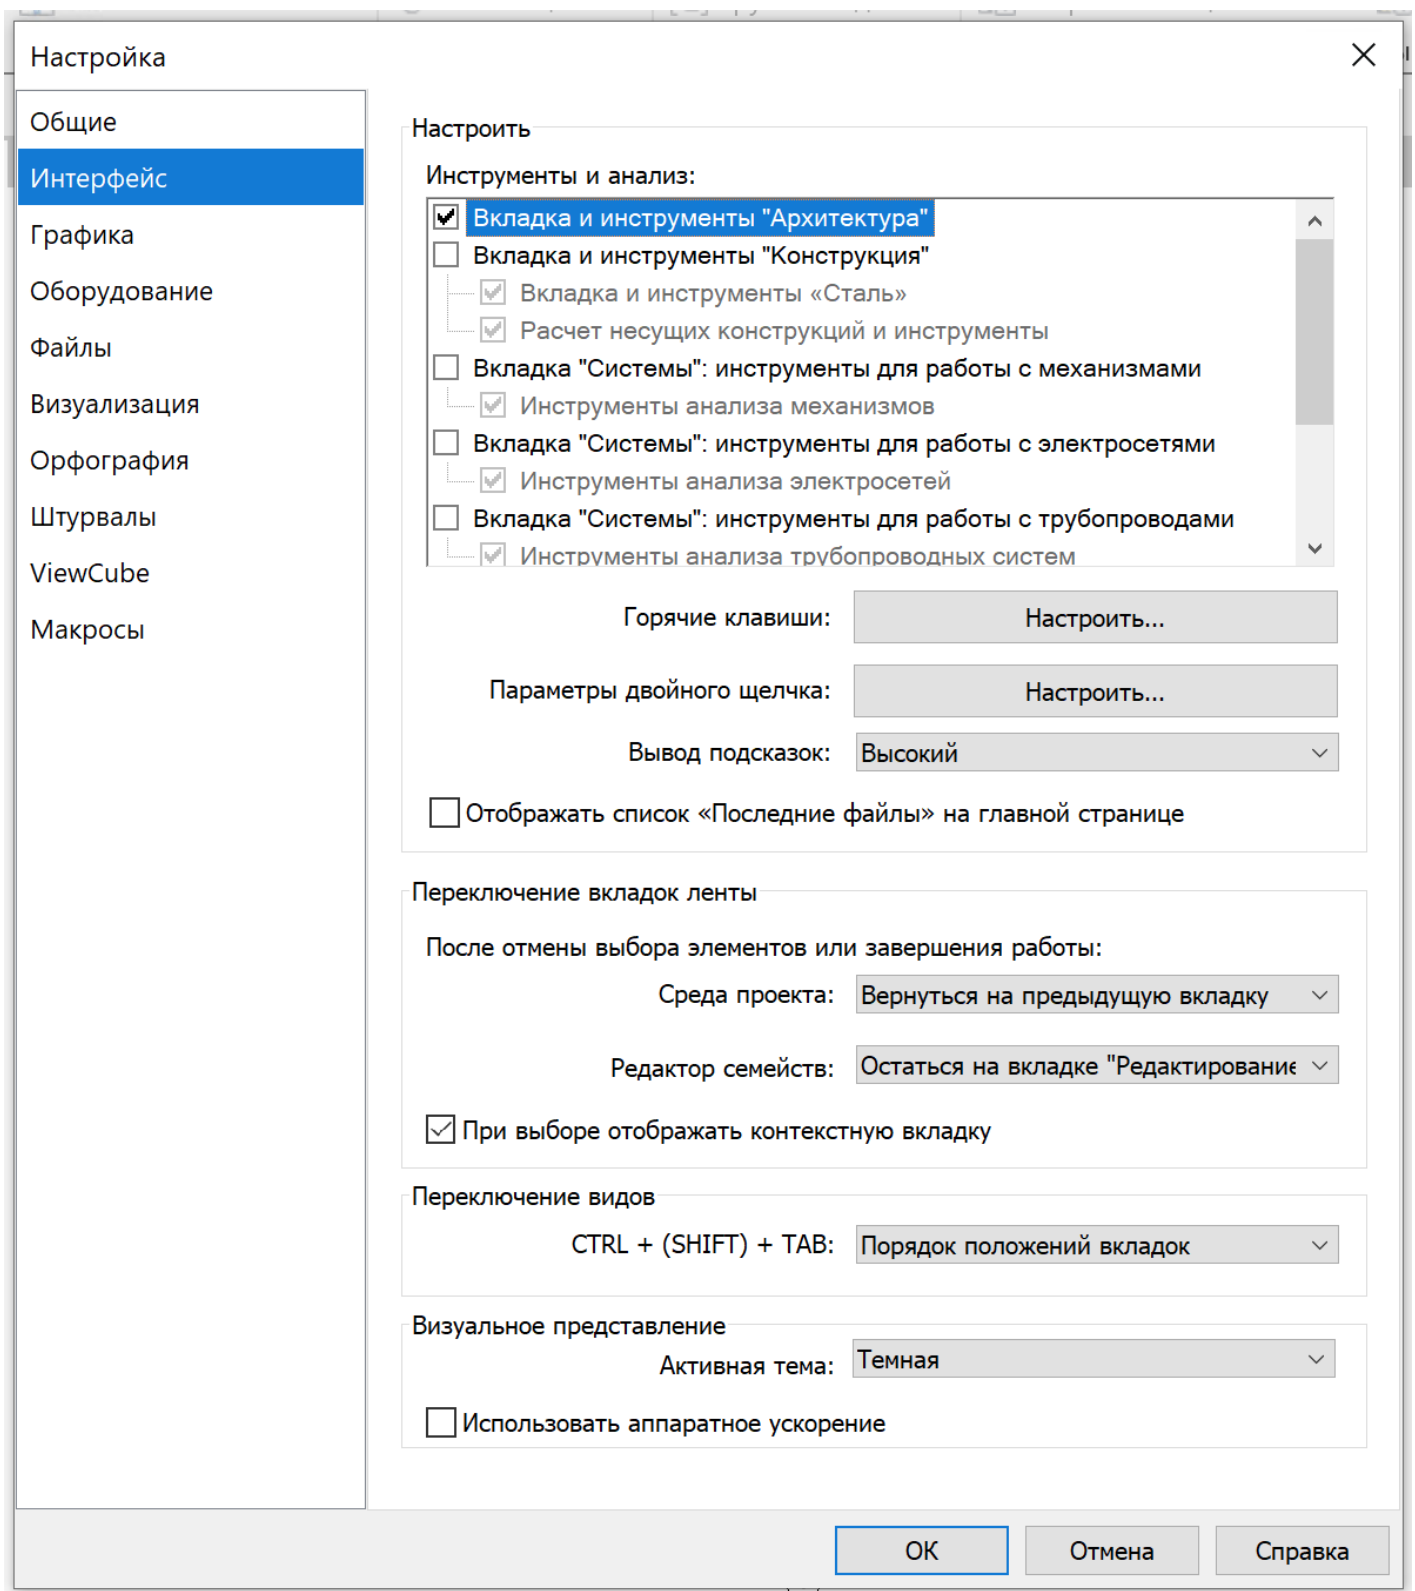 Настройка
Общие
Интерфейс
Графика
Оборудование
Файлы
Визуализация
Орфография
Штурвалы
ViewCube
Макросы
Настроить
Инструменты и анализ:
Вкладка и инструменты "Архитектура"
Вкладка и инструменты "Конструкция"
Вкладка и инструменты «Сталь»
Расчет несущих конструкций и инструменты
Вкладка "Системы": инструменты для работы с механизмами
Инструменты анализа механизмов
Вкладка "Системы": инструменты для работы с электросетями
Инструменты анализа электросетей
Вкладка "Системы": инструменты для работы с трубопроводами
Инструменты анализа трубопроводных систем
Горячие клавиши: Настроить...
Параметры двойного щелчка: Настроить...
Вывод подсказок: Высокий
Отображать список «Последние файлы» на главной странице
Переключение вкладок ленты
После отмены выбора элементов или завершения работы:
Среда проекта: Вернуться на предыдущую вкладку
Редактор семейств: Остаться на вкладке "Редактирование
При выборе отображать контекстную вкладку
Переключение видов
CTRL + (SHIFT) + TAB: Порядок положений вкладок
Визуальное представление
Активная тема: Темная
Использовать аппаратное ускорение
ОК Отмена Справка